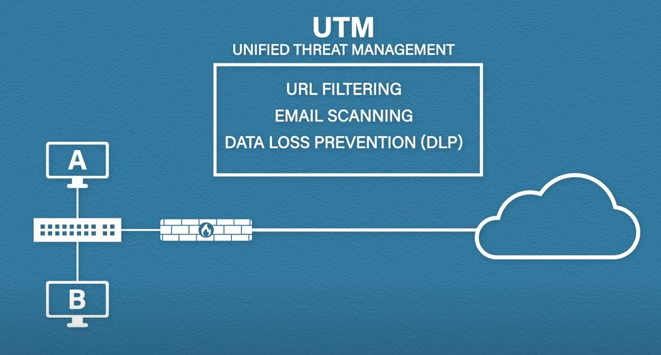 UTM
UNIFIED THREAT MANAGEMENT
URL FILTERING
EMAIL SCANNING
DATA LOSS PREVENTION (DLP)
A
B